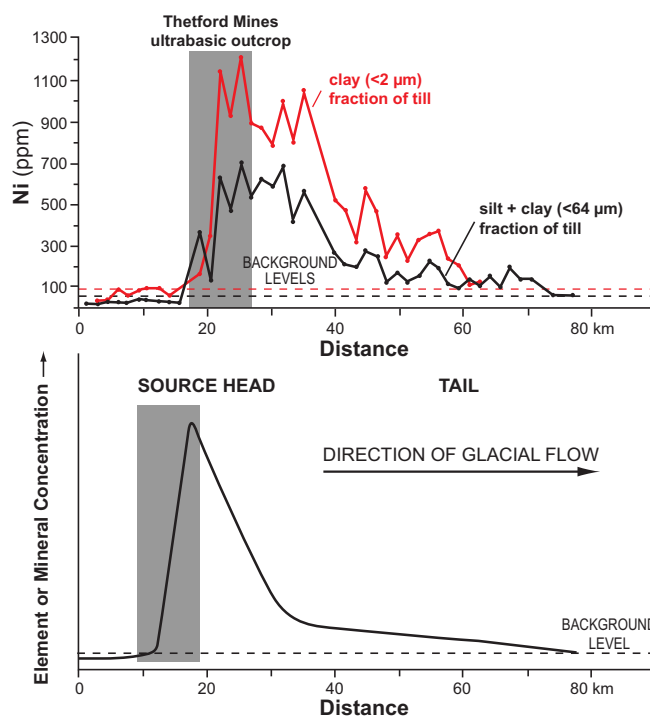 Thetford Mines
ultrabasic outcrop
1300
1100
900
700
500
300
100
Ni (ppm)
clay (<2 µm)
fraction of till
silt + clay (<64 µm)
fraction of till
BACKGROUND
LEVELS
0
20
40
60
80 km
Distance
SOURCE HEAD
TAIL
DIRECTION OF GLACIAL FLOW
Element or Mineral Concentration
BACKGROUND
LEVEL
0
20
40
60
80 km
Distance